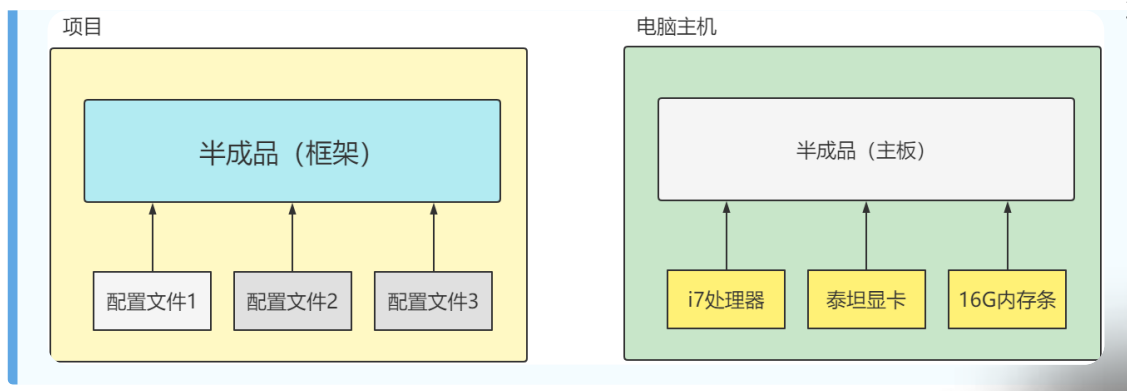 项目
电脑主机
半成品（框架）
半成品（主板）
配置文件1
配置文件2
配置文件3
i7处理器
泰坦显卡
16G内存条